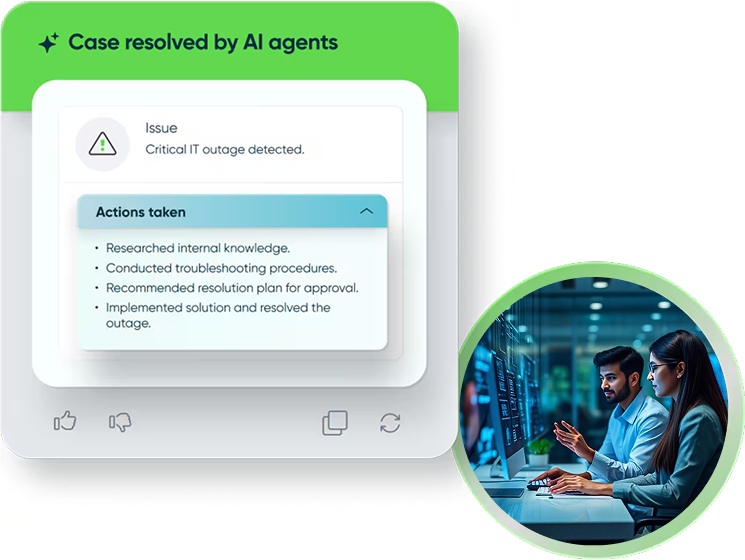 Case resolved by AI agents
Issue
Critical IT outage detected.
Actions taken
• Researched internal knowledge.
• Conducted troubleshooting procedures.
• Recommended resolution plan for approval.
• Implemented solution and resolved the
outage.